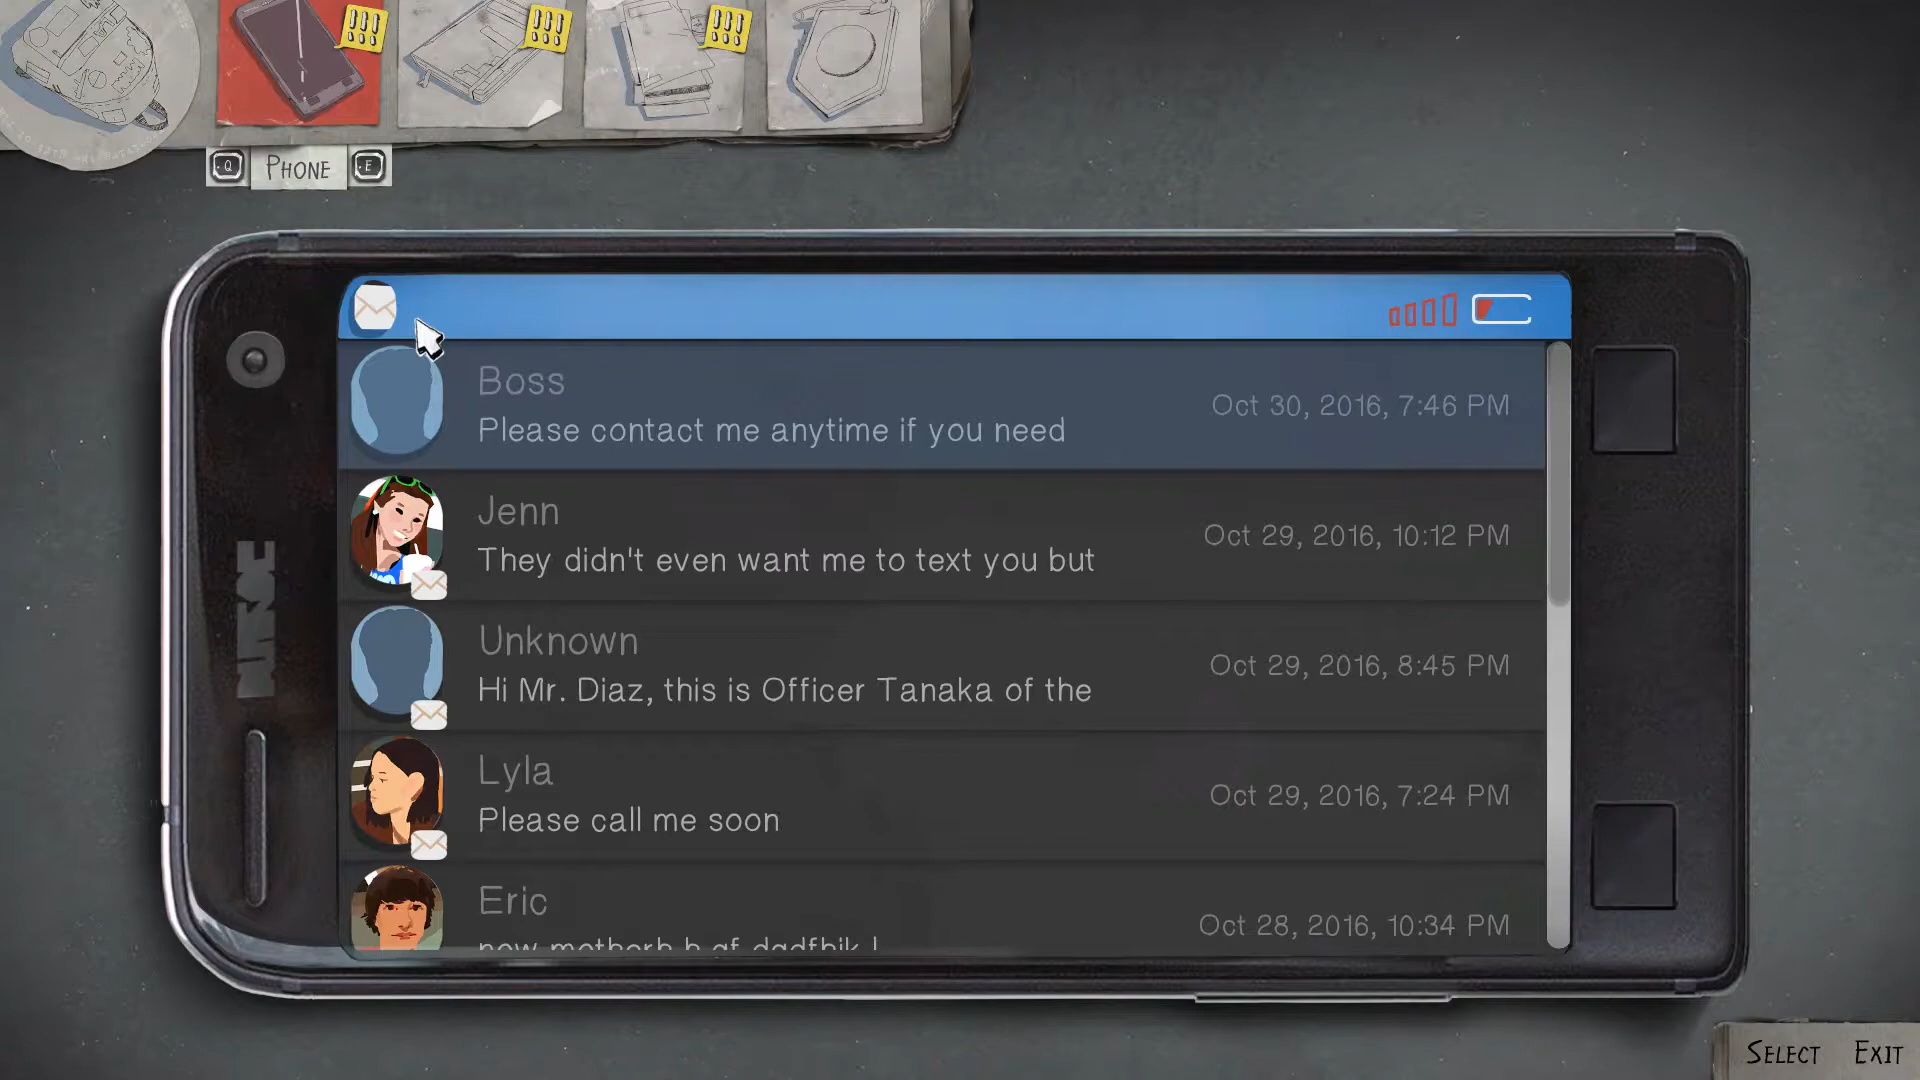 Q PHONE E
Boss
Please contact me anytime if you need
Oct 30, 2016, 7:46 PM
Jenn
They didn't even want me to text you but
Oct 29, 2016, 10:12 PM
Unknown
Hi Mr. Diaz, this is Officer Tanaka of the
Oct 29, 2016, 8:45 PM
Lyla
Please call me soon
Oct 29, 2016, 7:24 PM
Eric
Oct 28, 2016, 10:34 PM
SELECT EXIT